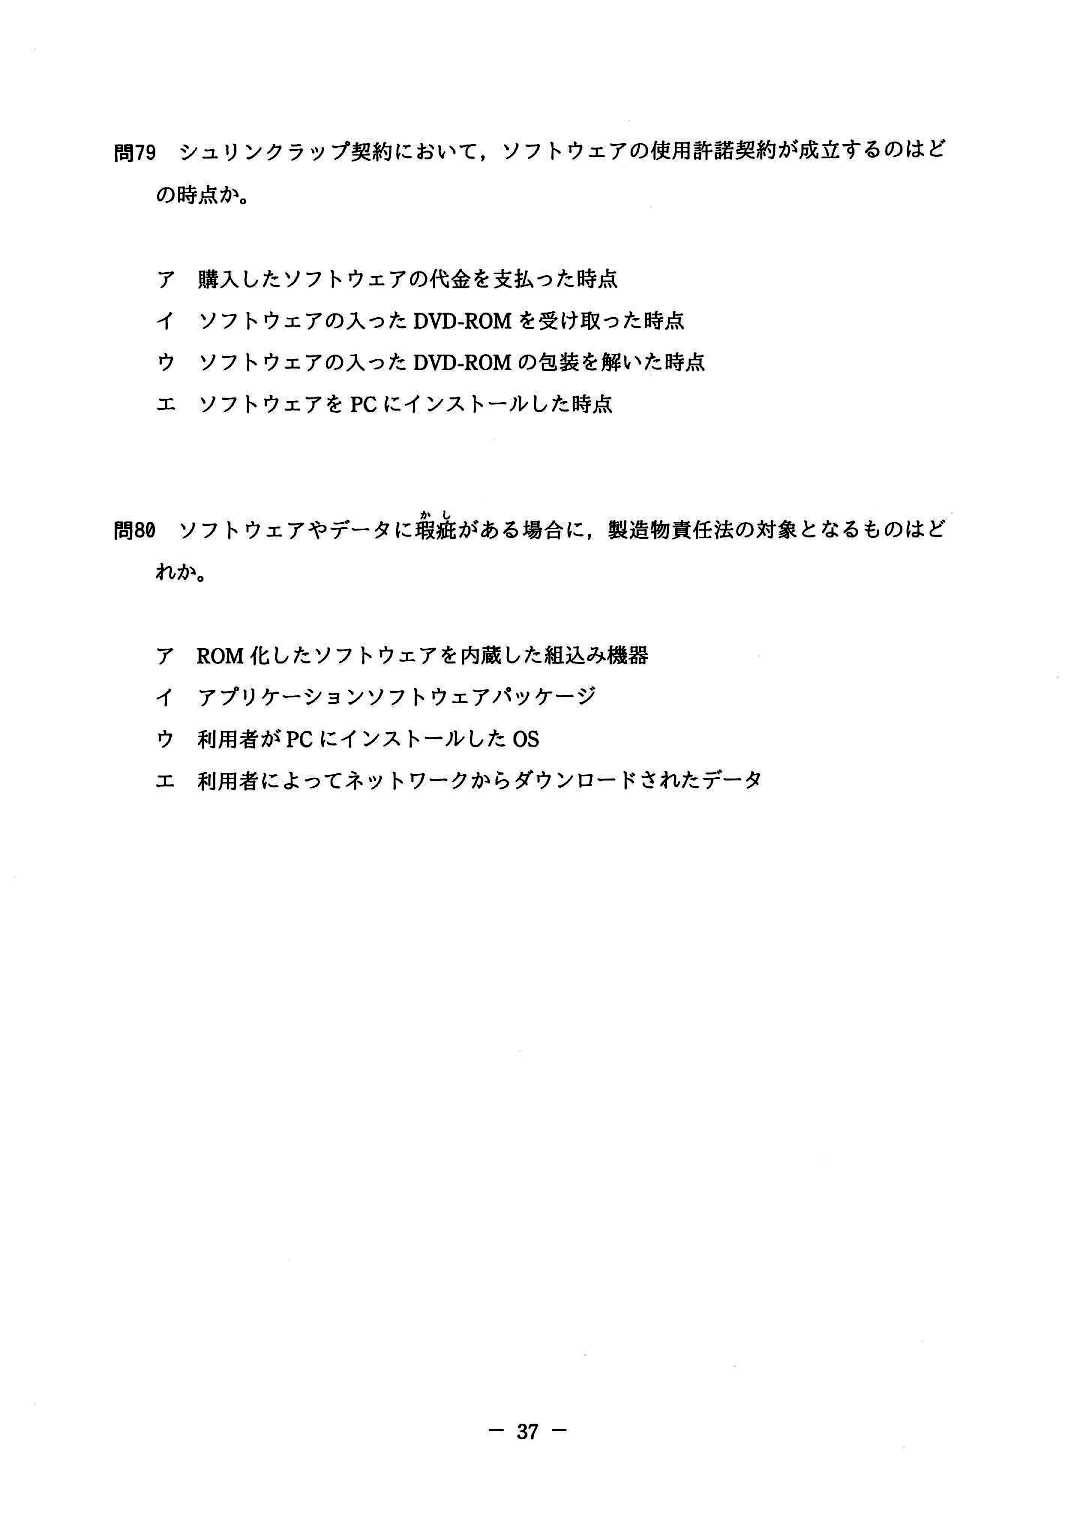 問79 シュリンクラップ契約において，ソフトウェアの使用許諾契約が成立するのはど
の時点か。
ア 購入したソフトウェアの代金を支払った時点
イ ソフトウェアの入った DVD-ROM を受け取った時点
ウ ソフトウェアの入った DVD-ROM の包装を解いた時点
エ ソフトウェアを PC にインストールした時点
かし
問80 ソフトウェアやデータに瑕疵がある場合に，製造物責任法の対象となるものはど
れか。
ア ROM 化したソフトウェアを内蔵した組込み機器
イ アプリケーションソフトウェアパッケージ
ウ 利用者が PC にインストールした OS
エ 利用者によってネットワークからダウンロードされたデータ
－ 37 －